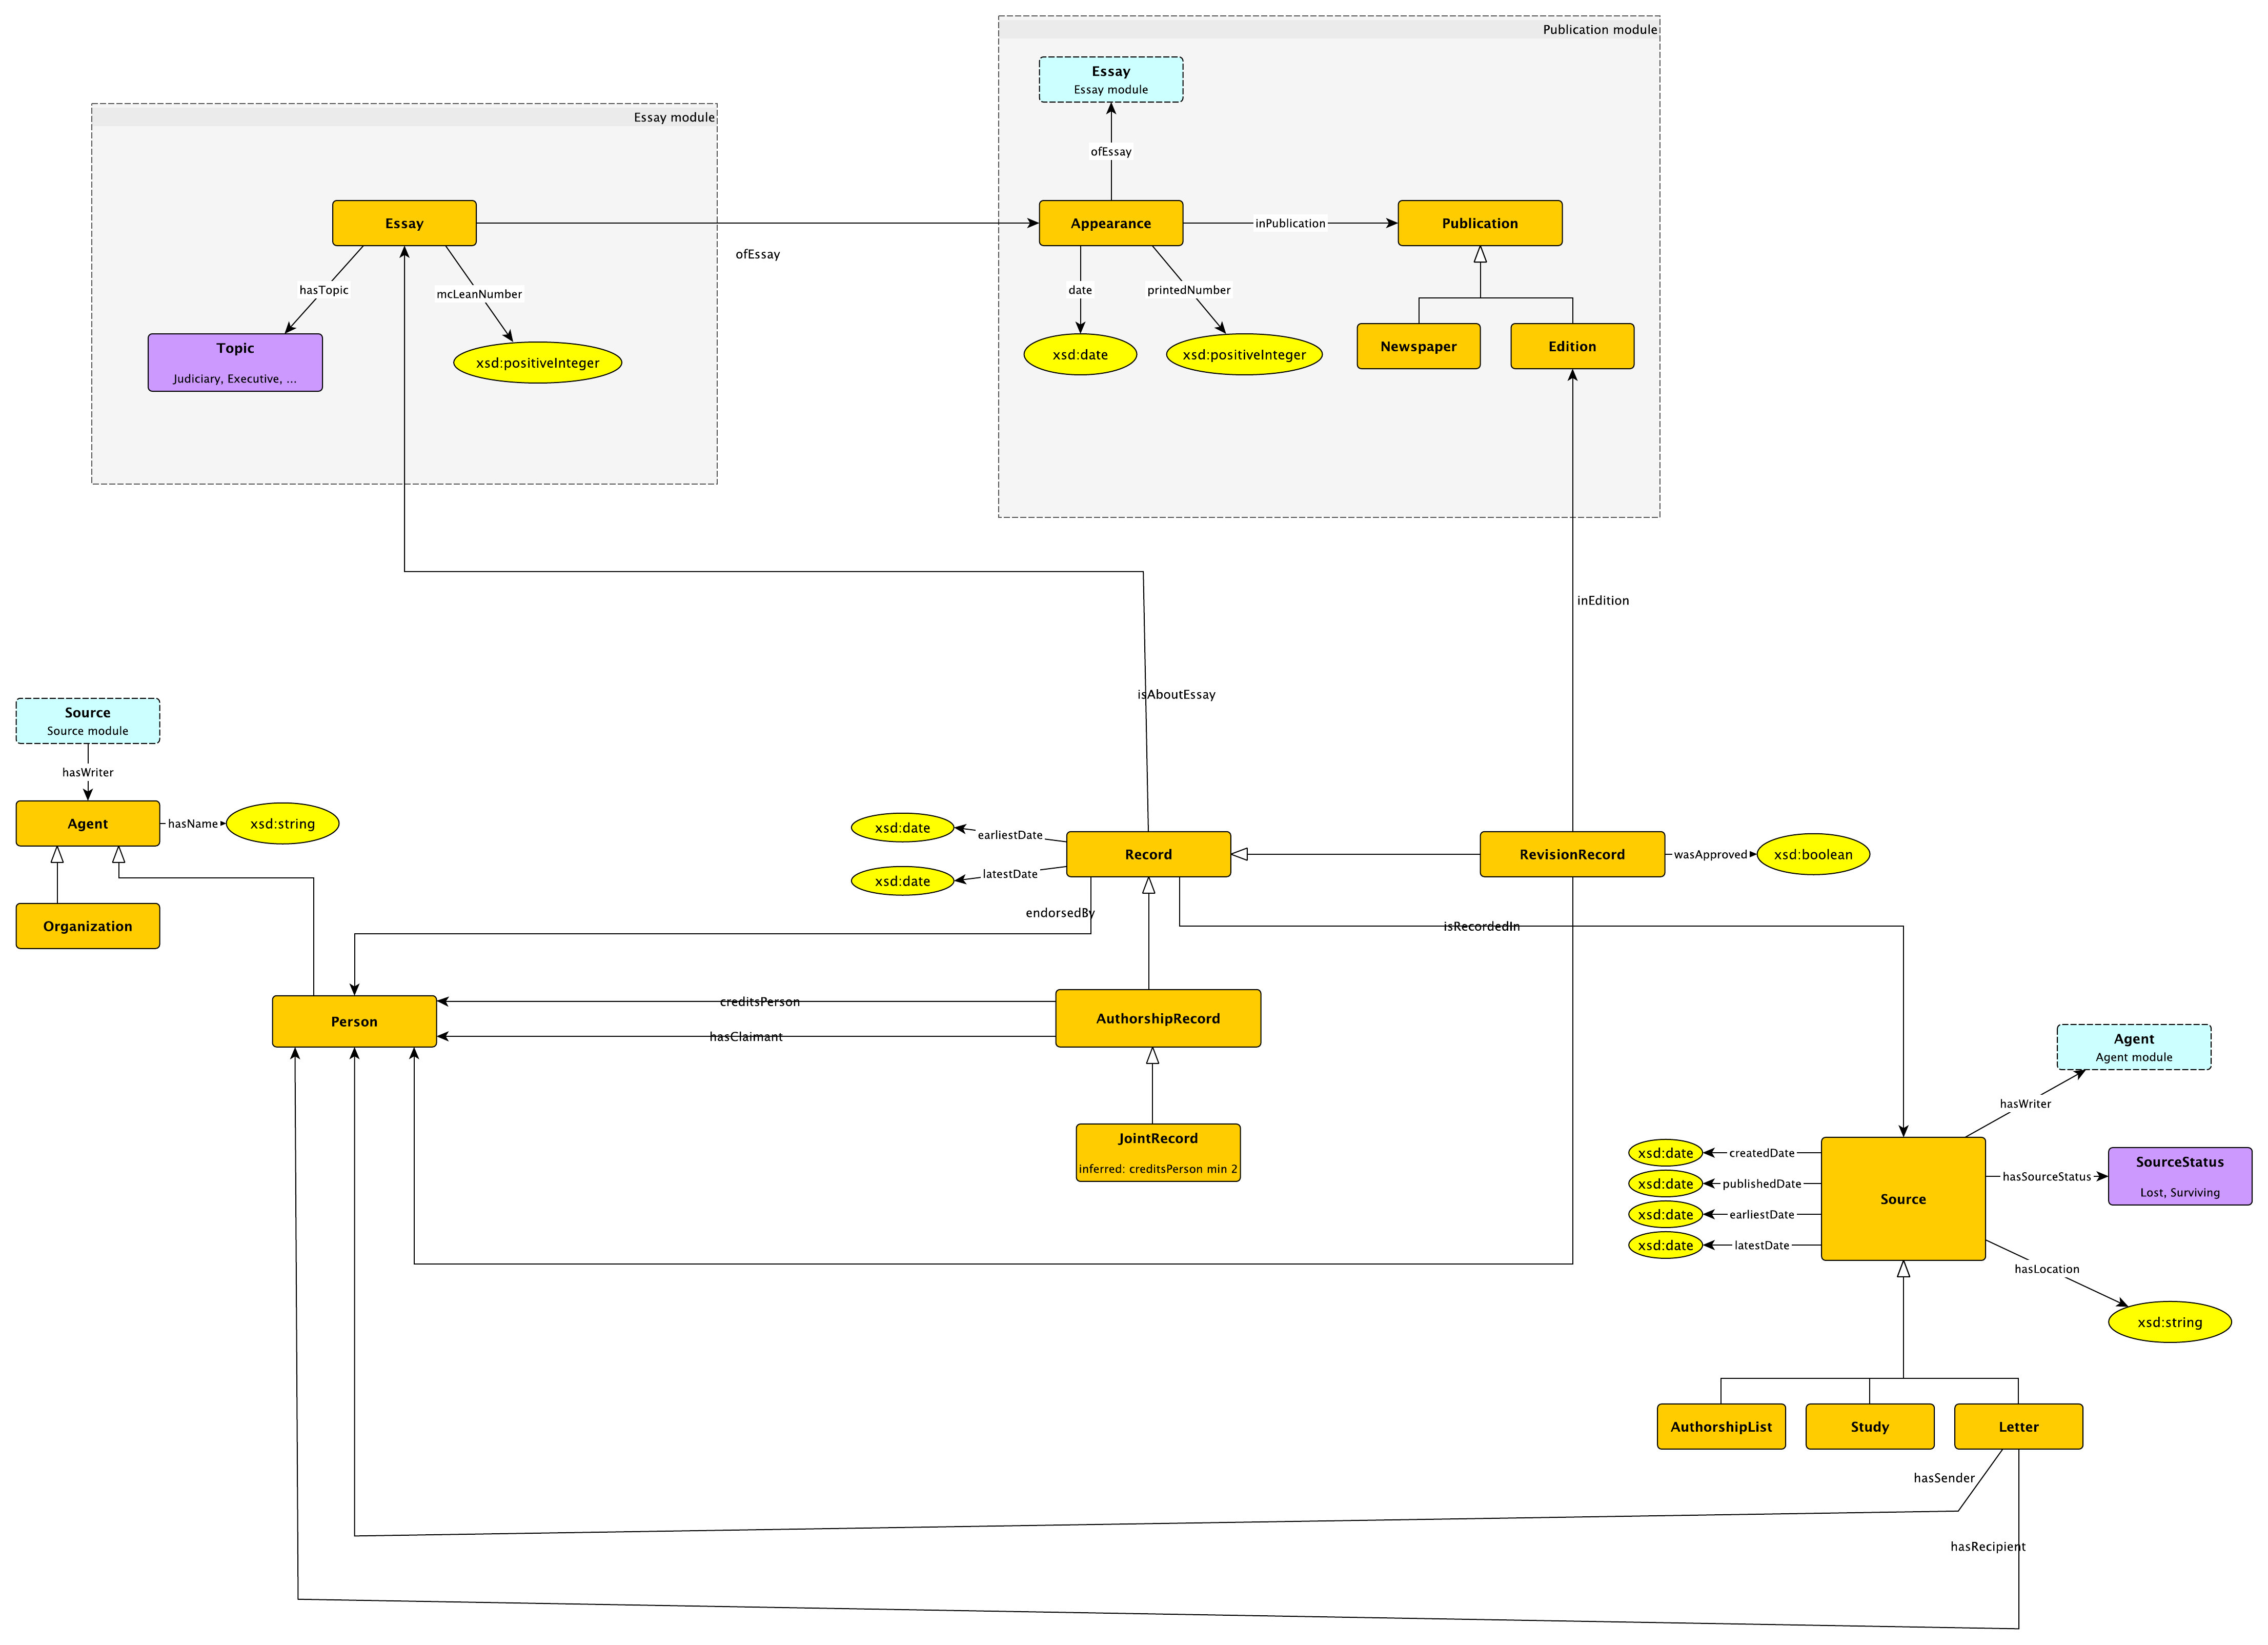 Publication module
Essay
Essay module
Essay module
ofEssay
Essay
Appearance
inPublication
Publication
ofEssay
hasTopic
mcLeanNumber
date
printedNumber
Topic
Judiciary, Executive, ...
xsd:positiveInteger
xsd:date
xsd:positiveInteger
Newspaper
Edition
inEdition
isAboutEssay
Source
Source module
hasWriter
Agent
hasName
xsd:string
xsd:date
earliestDate
Record
RevisionRecord
wasApproved
xsd:boolean
xsd:date
latestDate
endorsedBy
isRecordedIn
Organization
Person
creditsPerson
AuthorshipRecord
hasClaimant
Agent
Agent module
hasWriter
JointRecord
inferred: creditsPerson min 2
xsd:date
createdDate
xsd:date
publishedDate
xsd:date
earliestDate
xsd:date
latestDate
Source
hasSourceStatus
SourceStatus
Lost, Surviving
hasLocation
xsd:string
AuthorshipList
Study
Letter
hasSender
hasRecipient